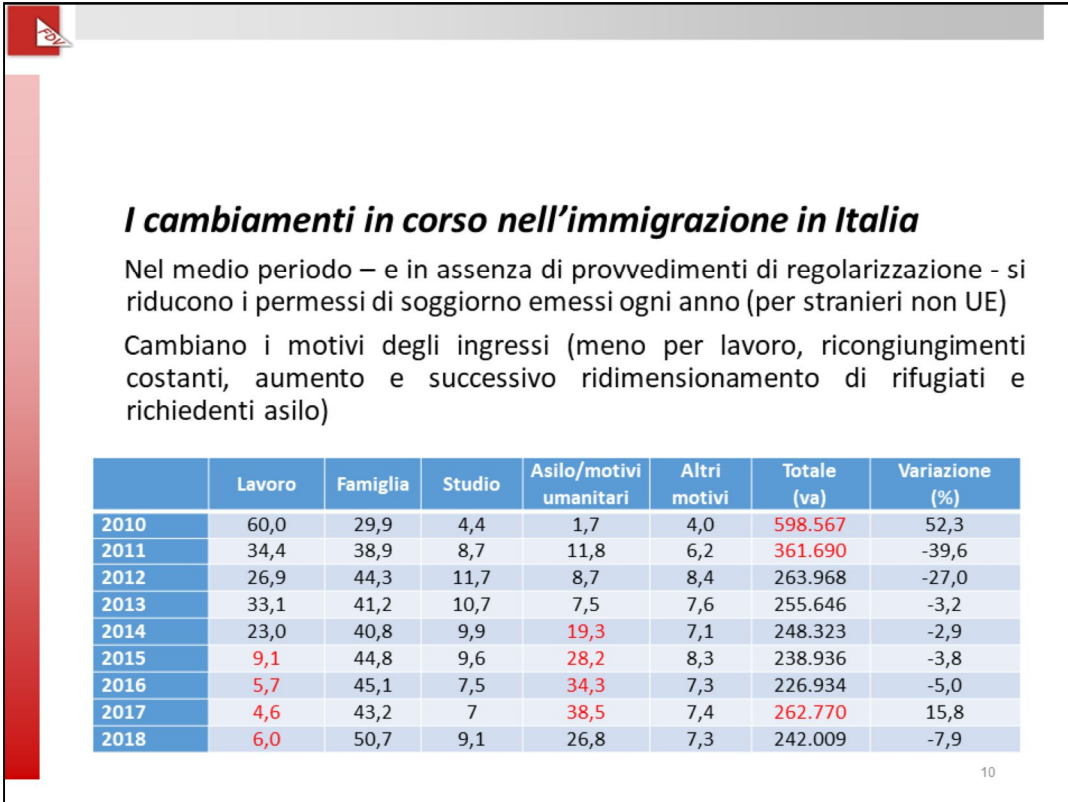 FDV
I cambiamenti in corso nell’immigrazione in Italia
Nel medio periodo – e in assenza di provvedimenti di regolarizzazione - si
riducono i permessi di soggiorno emessi ogni anno (per stranieri non UE)
Cambiano i motivi degli ingressi (meno per lavoro, ricongiungimenti
costanti, aumento e successivo ridimensionamento di rifugiati e
richiedenti asilo)
Lavoro Famiglia Studio Asilo/motivi umanitari Altri motivi Totale (va) Variazione (%)
2010 60,0 29,9 4,4 1,7 4,0 598.567 52,3
2011 34,4 38,9 8,7 11,8 6,2 361.690 -39,6
2012 26,9 44,3 11,7 8,7 8,4 263.968 -27,0
2013 33,1 41,2 10,7 7,5 7,6 255.646 -3,2
2014 23,0 40,8 9,9 19,3 7,1 248.323 -2,9
2015 9,1 44,8 9,6 28,2 8,3 238.936 -3,8
2016 5,7 45,1 7,5 34,3 7,3 226.934 -5,0
2017 4,6 43,2 7 38,5 7,4 262.770 15,8
2018 6,0 50,7 9,1 26,8 7,3 242.009 -7,9
10